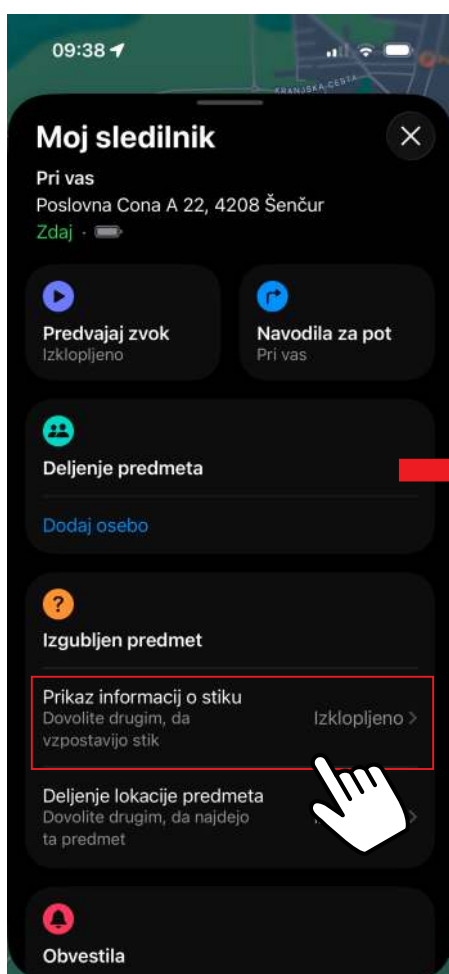 09:38
KRANJSKA CESTA
Moj sledilnik
Pri vas
Poslovna Cona A 22, 4208 Šenčur
Zdaj ·
Predvajaj zvok
Izklopljeno
Navodila za pot
Pri vas
Deljenje predmeta
Dodaj osebo
?
Izgubljen predmet
Prikaz informacij o stiku
Dovolite drugim, da
vzpostavijo stik
Izklopljeno >
Deljenje lokacije predmeta
Dovolite drugim, da najdejo
ta predmet
>
Obvestila